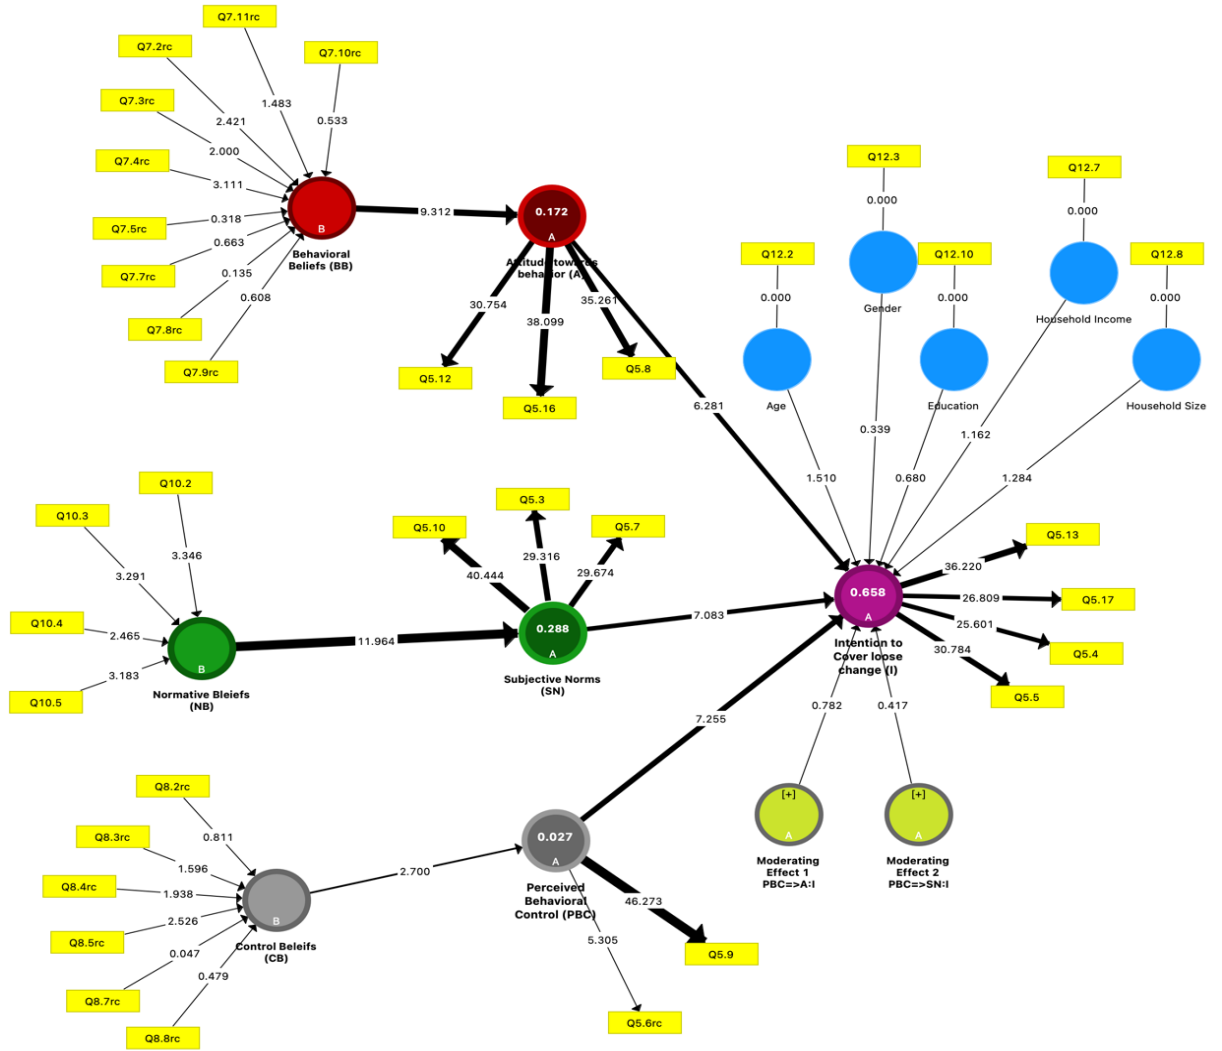 Q7.11rc
Q7.2rc
Q7.10rc
Q7.3rc
1.483
2.421
0.533
2.000
Q7.4rc
3.111
Q7.5rc
0.318
0.663
Q7.7rc
0.135
0.608
Q7.8rc
Q7.9rc
B
Behavioral
Beliefs (BB)
9.312
0.172
A
Attitude towards
behavior (A)
30.754
38.099
35.261
Q5.12
Q5.16
Q5.8
6.281
Q12.3
Q12.7
Q12.2
Q12.10
Q12.8
0.000
0.000
0.000
0.000
0.000
Gender
Household Income
Age
Education
Household Size
0.339
1.162
1.510
0.680
1.284
Q10.2
Q10.3
3.346
3.291
Q10.4
2.465
3.183
Q10.5
B
Normative Bleiefs
(NB)
11.964
Q5.3
Q5.10
Q5.7
40.444
29.316
29.674
0.288
A
Subjective Norms
(SN)
7.083
0.658
A
Intention to
Cover loose
change (I)
Q5.13
36.220
26.809
Q5.17
25.601
30.784
Q5.4
Q5.5
0.782
0.417
7.255
[+]
A
Moderating
Effect 1
PBC=>A:I
[+]
A
Moderating
Effect 2
PBC=>SN:I
Q8.2rc
Q8.3rc
0.811
1.596
Q8.4rc
1.938
2.526
Q8.5rc
0.047
0.479
Q8.7rc
Q8.8rc
B
Control Beleifs
(CB)
2.700
0.027
A
Perceived
Behavioral
Control (PBC)
46.273
5.305
Q5.9
Q5.6rc